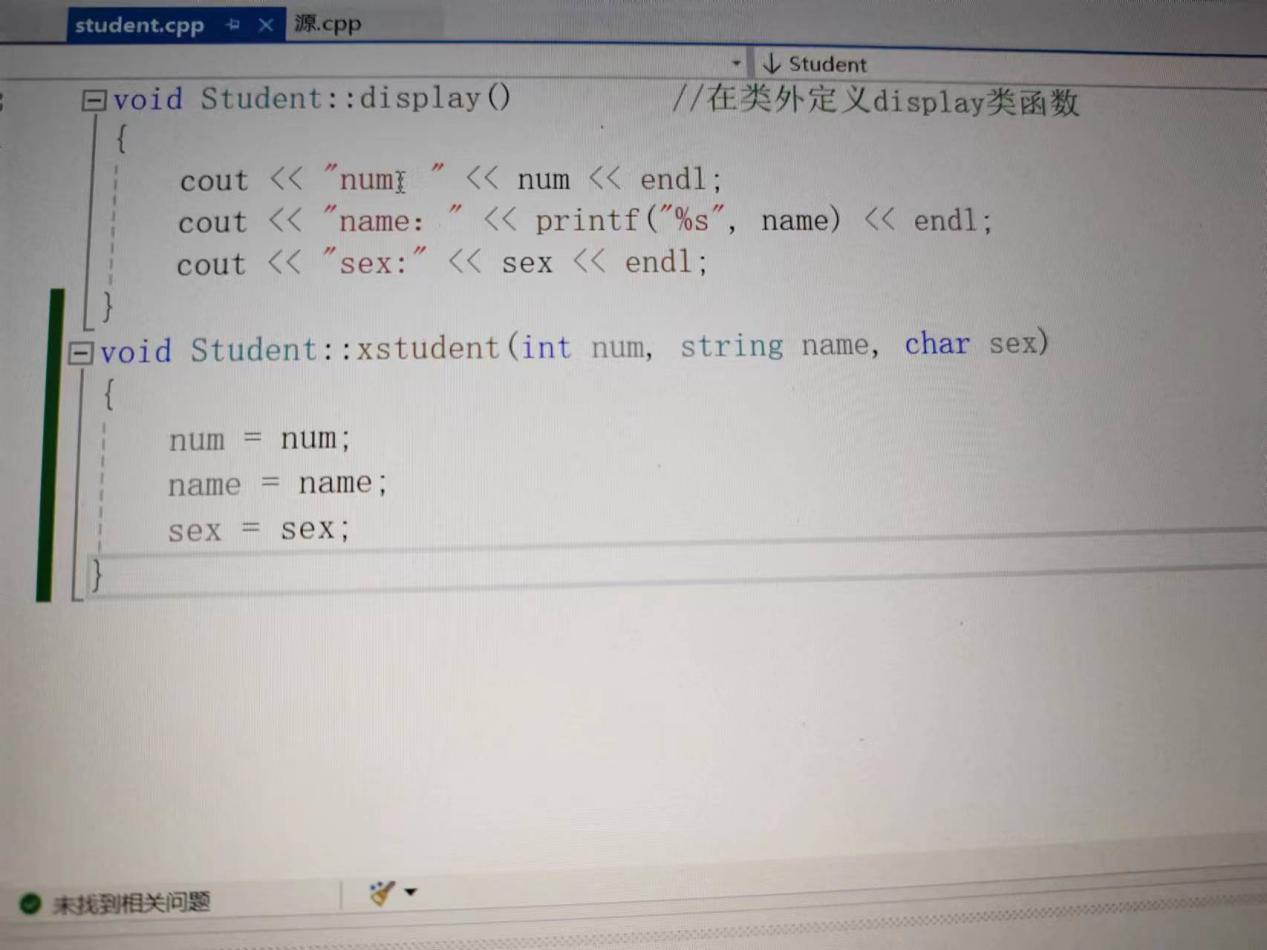 student.cpp 源.cpp
Student
void Student::display() //在类外定义display类函数
{
cout << "num: " << num << endl;
cout << "name: " << printf("%s", name) << endl;
cout << "sex:" << sex << endl;
}
void Student::xstudent(int num, string name, char sex)
{
num = num;
name = name;
sex = sex;
}
未找到相关问题